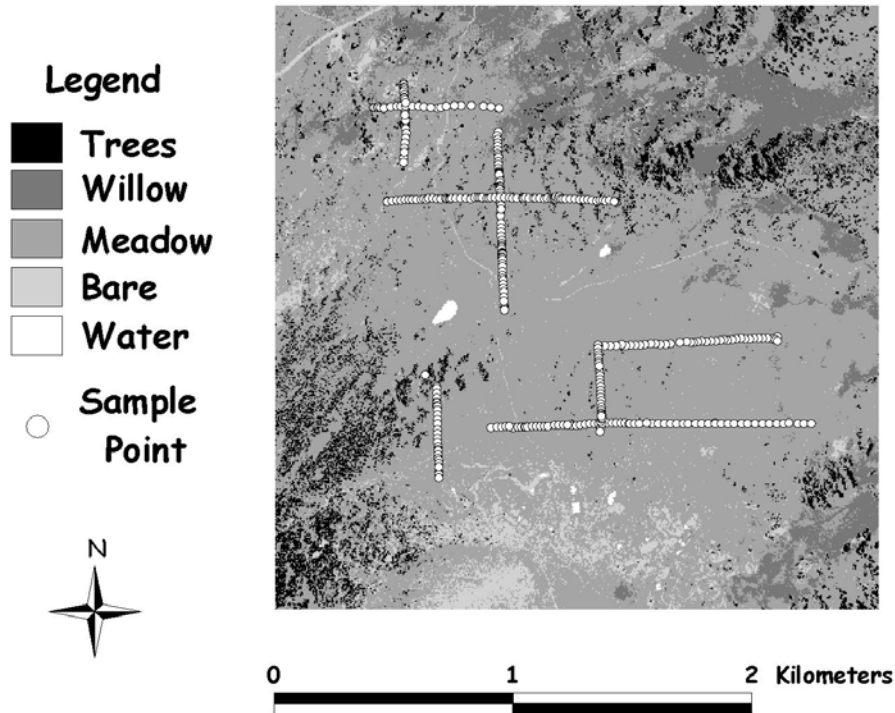 Legend
Trees
Willow
Meadow
Bare
Water
Sample
Point
N
0 1 2 Kilometers